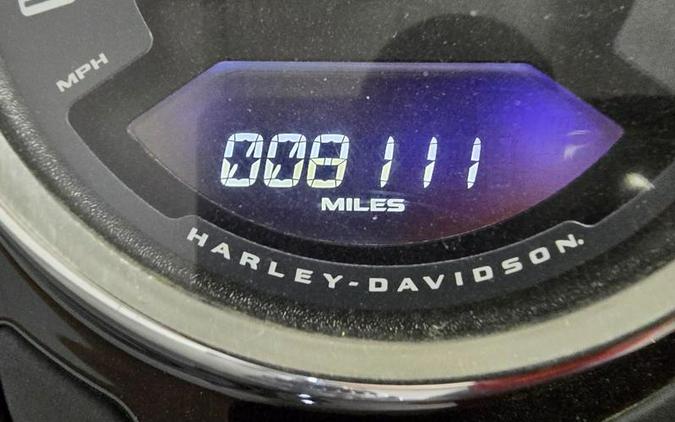 MPH
008111
MILES
HARLEY-DAVIDSON.